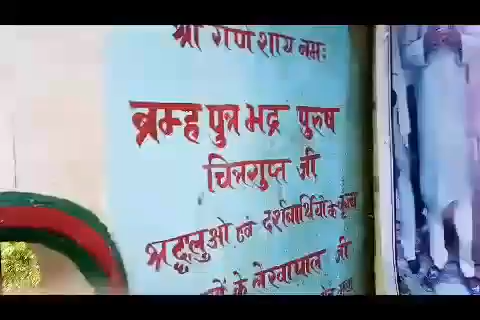 श्री गणेशाय नमः
ब्रम्ह पुत्र भद्र पुरुष
चित्रगुप्त जी
श्रद्धालुओ एवं दर्शनार्थियो के
के लेखापाल जी